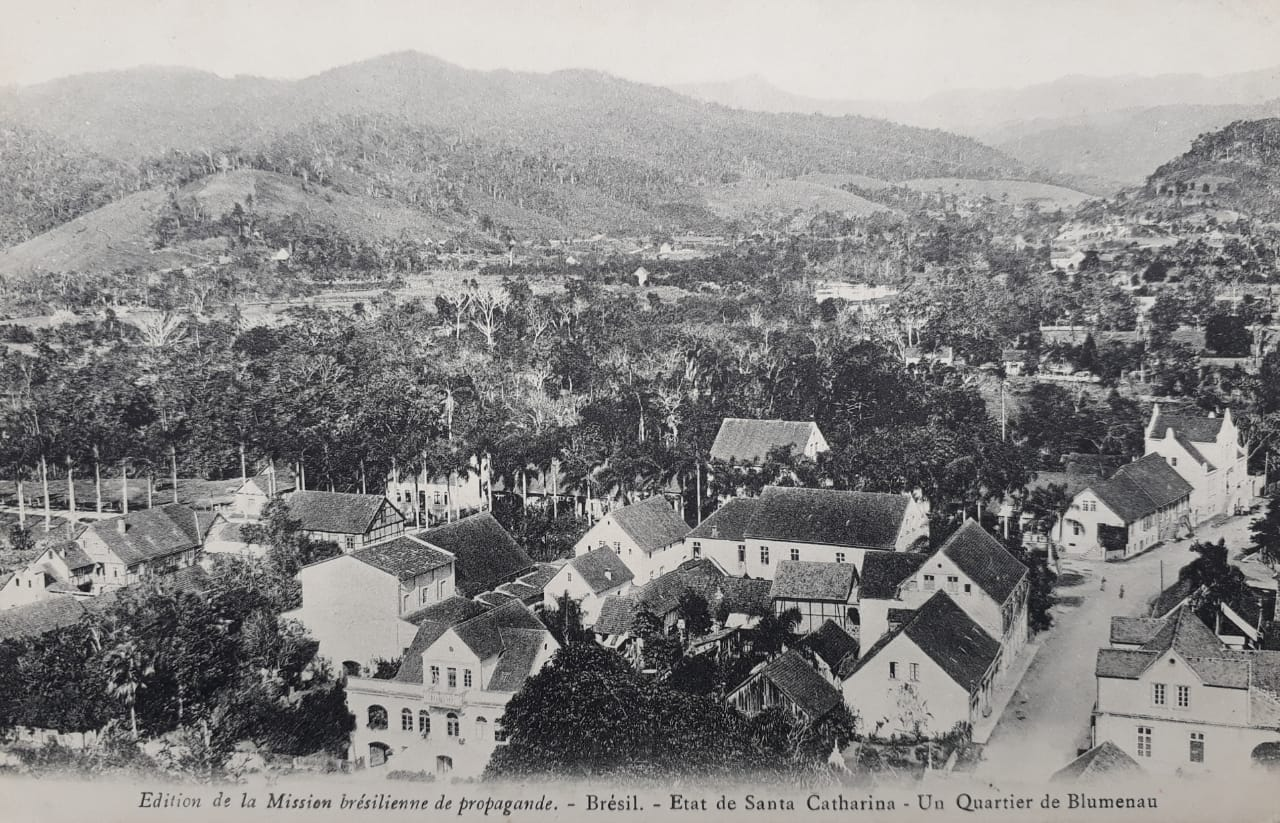 Edition de la Mission brésilienne de propagande. - Brésil. - Etat de Santa Catharina - Un Quartier de Blumenau